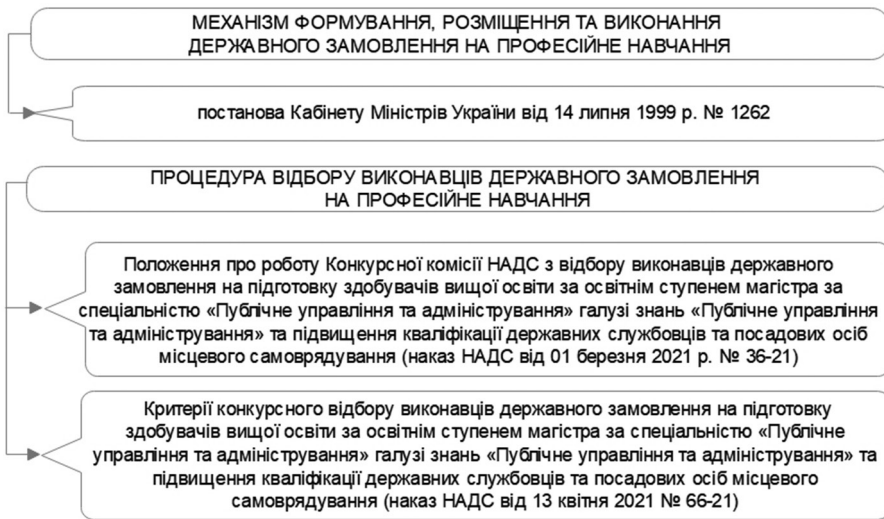 МЕХАНІЗМ ФОРМУВАННЯ, РОЗМІЩЕННЯ ТА ВИКОНАННЯ
ДЕРЖАВНОГО ЗАМОВЛЕННЯ НА ПРОФЕСІЙНЕ НАВЧАННЯ
постанова Кабінету Міністрів України від 14 липня 1999 р. № 1262
ПРОЦЕДУРА ВІДБОРУ ВИКОНАВЦІВ ДЕРЖАВНОГО ЗАМОВЛЕННЯ
НА ПРОФЕСІЙНЕ НАВЧАННЯ
Положення про роботу Конкурсної комісії НАДС з відбору виконавців державного
замовлення на підготовку здобувачів вищої освіти за освітнім ступенем магістра за
спеціальністю «Публічне управління та адміністрування» галузі знань «Публічне управління
та адміністрування» та підвищення кваліфікації державних службовців та посадових осіб
місцевого самоврядування (наказ НАДС від 01 березня 2021 р. № 36-21)
Критерії конкурсного відбору виконавців державного замовлення на підготовку
здобувачів вищої освіти за освітнім ступенем магістра за спеціальністю «Публічне
управління та адміністрування» галузі знань «Публічне управління та адміністрування» та
підвищення кваліфікації державних службовців та посадових осіб місцевого
самоврядування (наказ НАДС від 13 квітня 2021 № 66-21)